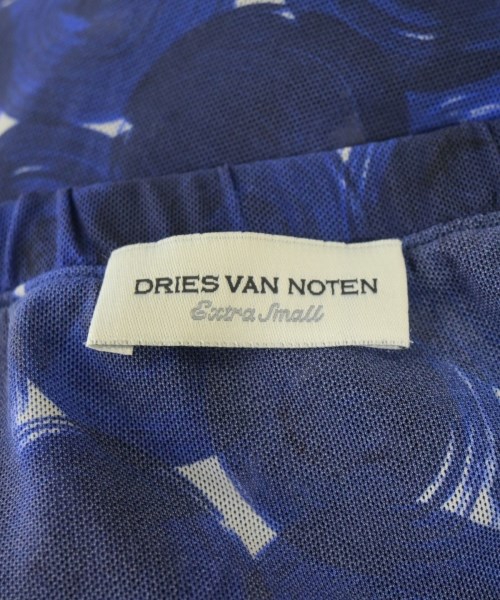 DRIES VAN NOTEN
Extra Small